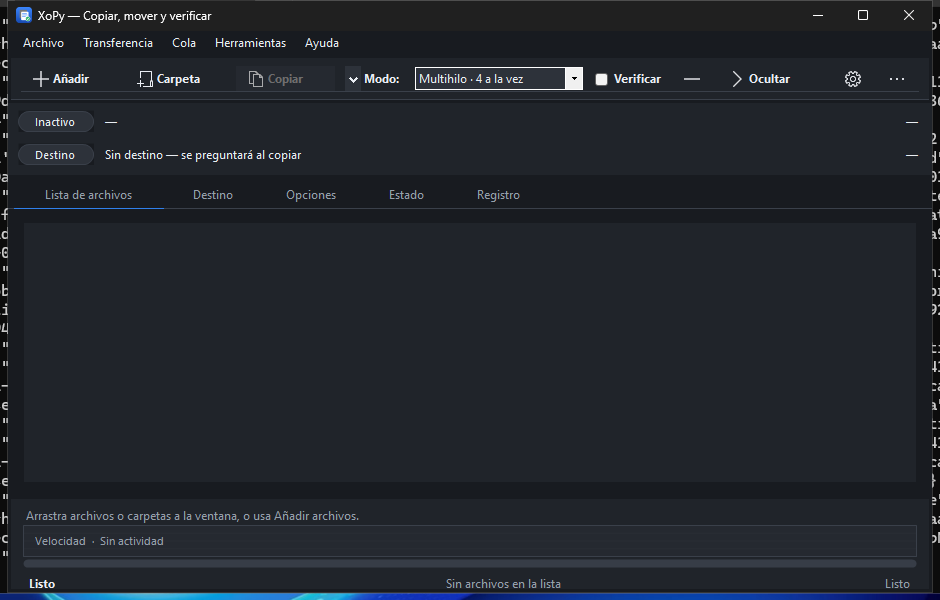 XoPy — Copiar, mover y verificar
Archivo Transferencia Cola Herramientas Ayuda
Añadir Carpeta Copiar Modo: Multihilo · 4 a la vez Verificar — Ocultar ···
Inactivo — —
Destino Sin destino — se preguntará al copiar —
Lista de archivos Destino Opciones Estado Registro
Arrastra archivos o carpetas a la ventana, o usa Añadir archivos.
Velocidad · Sin actividad
Listo Sin archivos en la lista Listo